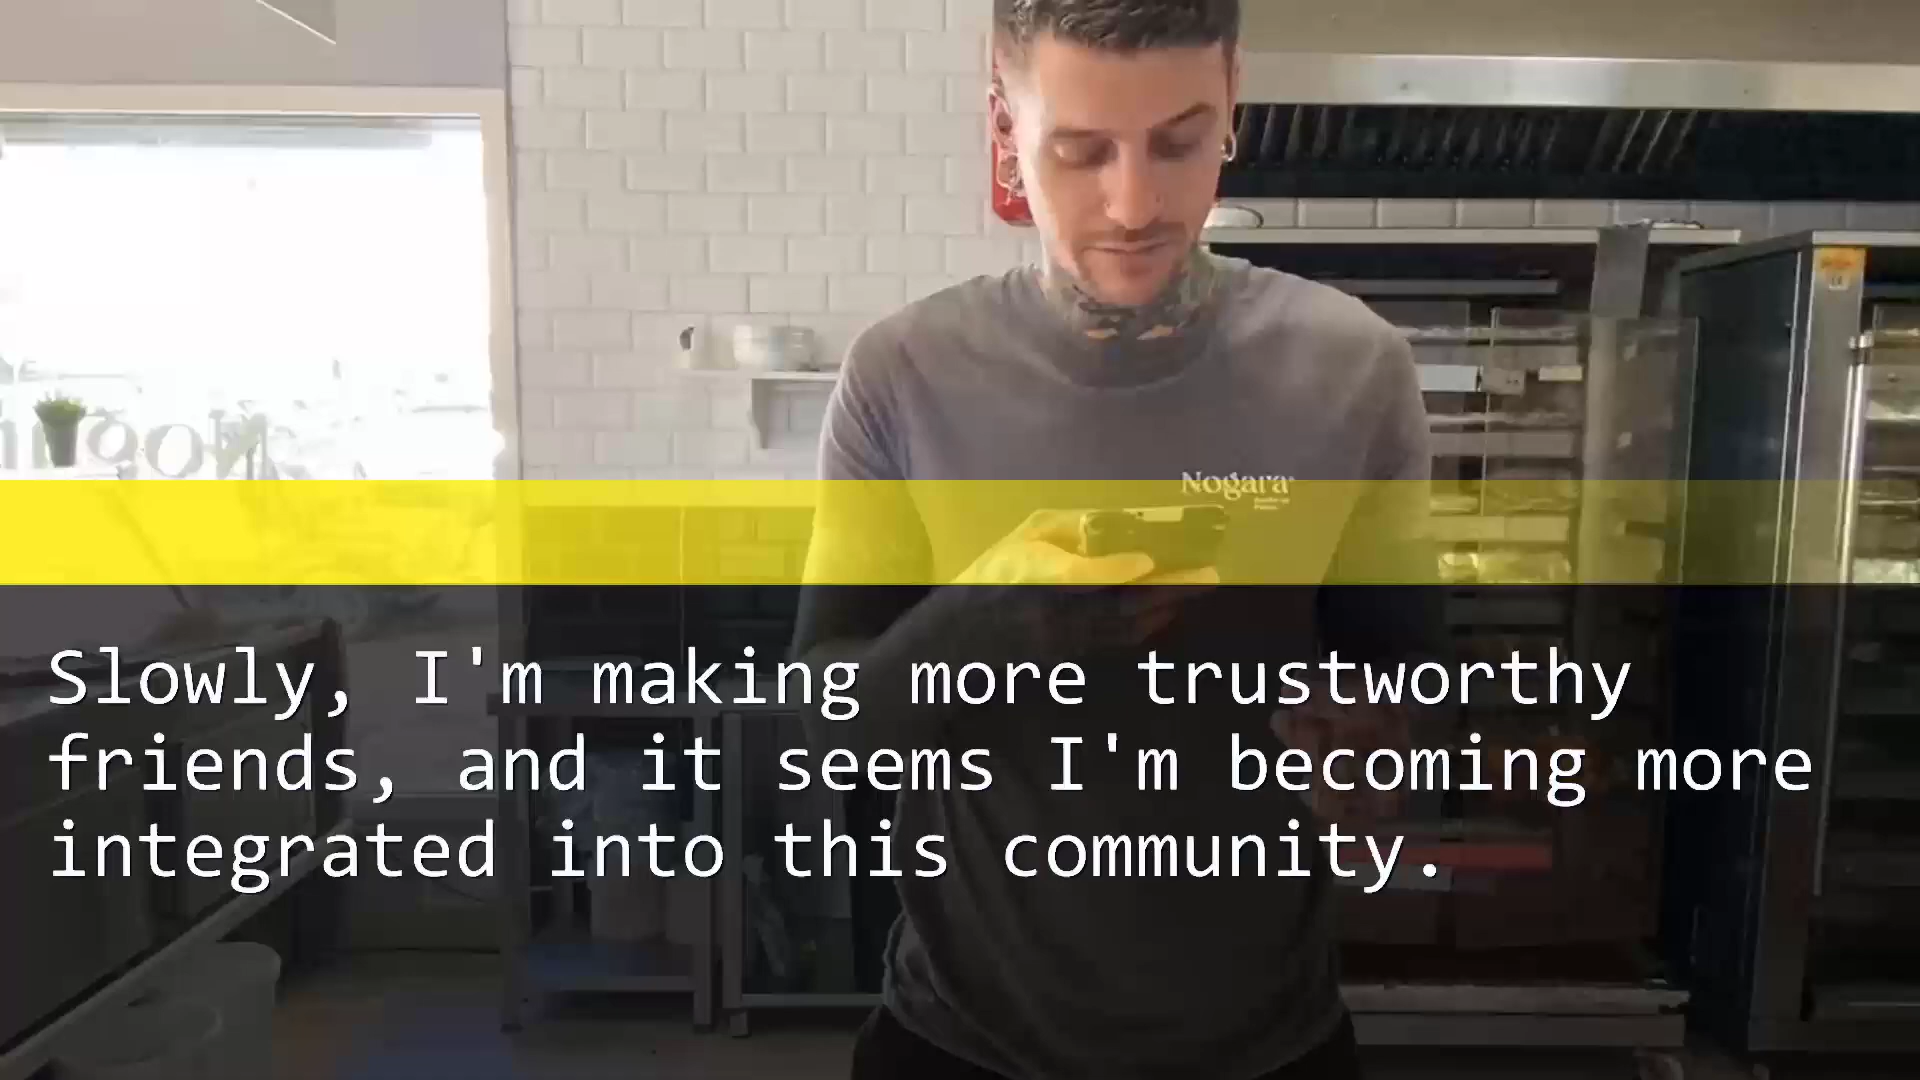 Nogara
Slowly, I'm making more trustworthy
friends, and it seems I'm becoming more
integrated into this community.